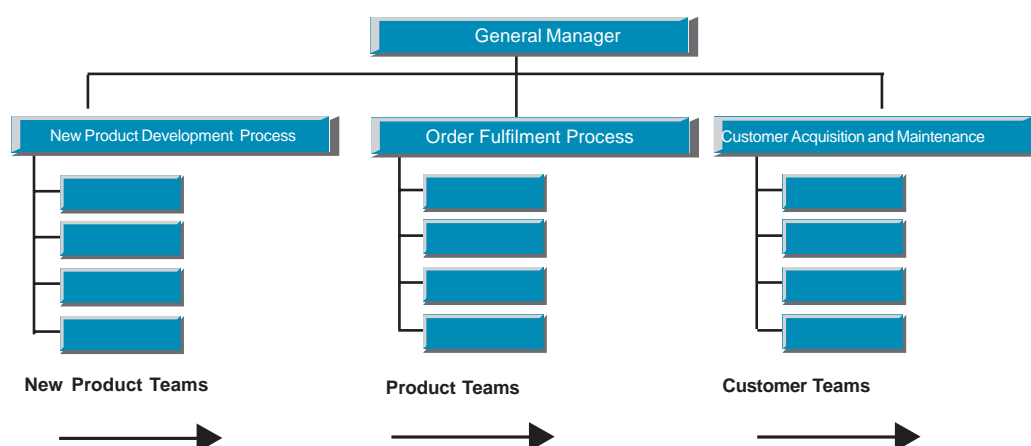 General Manager
New Product Development Process
Order Fulfilment Process
Customer Acquisition and Maintenance
New Product Teams
Product Teams
Customer Teams